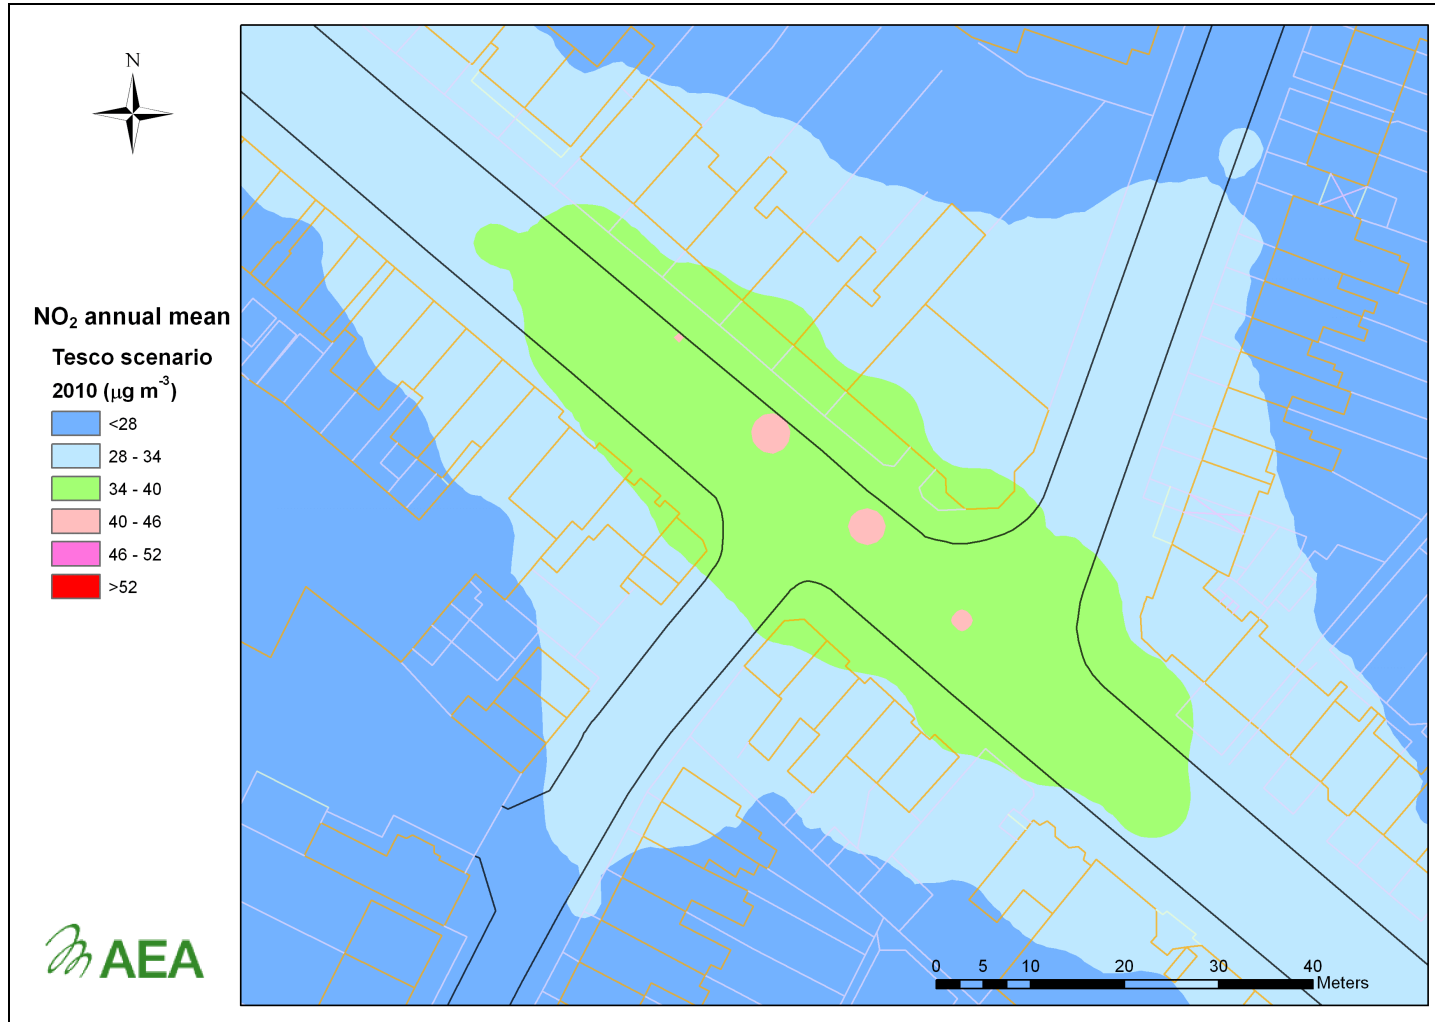 N
NO₂ annual mean
Tesco scenario
2010 (µg m⁻³)
<28
28 - 34
34 - 40
40 - 46
46 - 52
>52
AEA
0 5 10 20 30 40
Meters